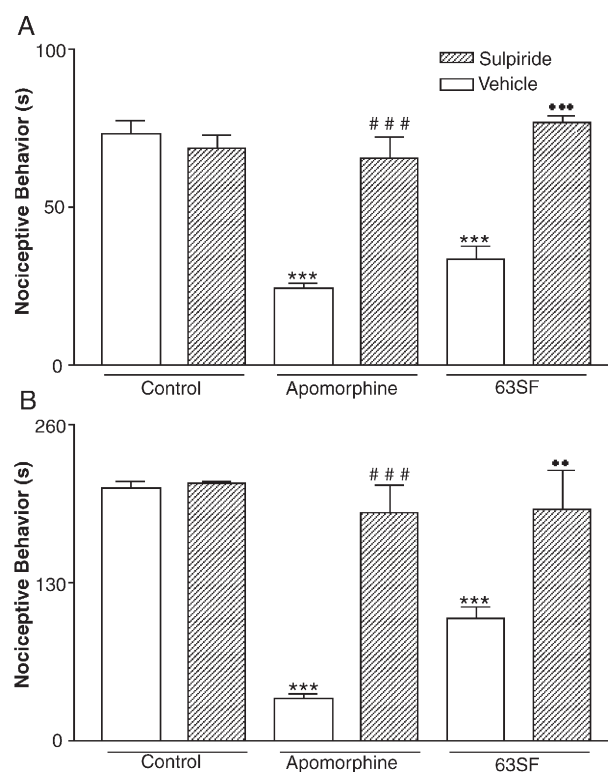 A
100
Sulpiride
Vehicle
•••
# # #
50
***
***
0
Nociceptive Behavior (s)
Control
Apomorphine
63SF
B
260
# # #
••
130
***
***
0
Nociceptive Behavior (s)
Control
Apomorphine
63SF